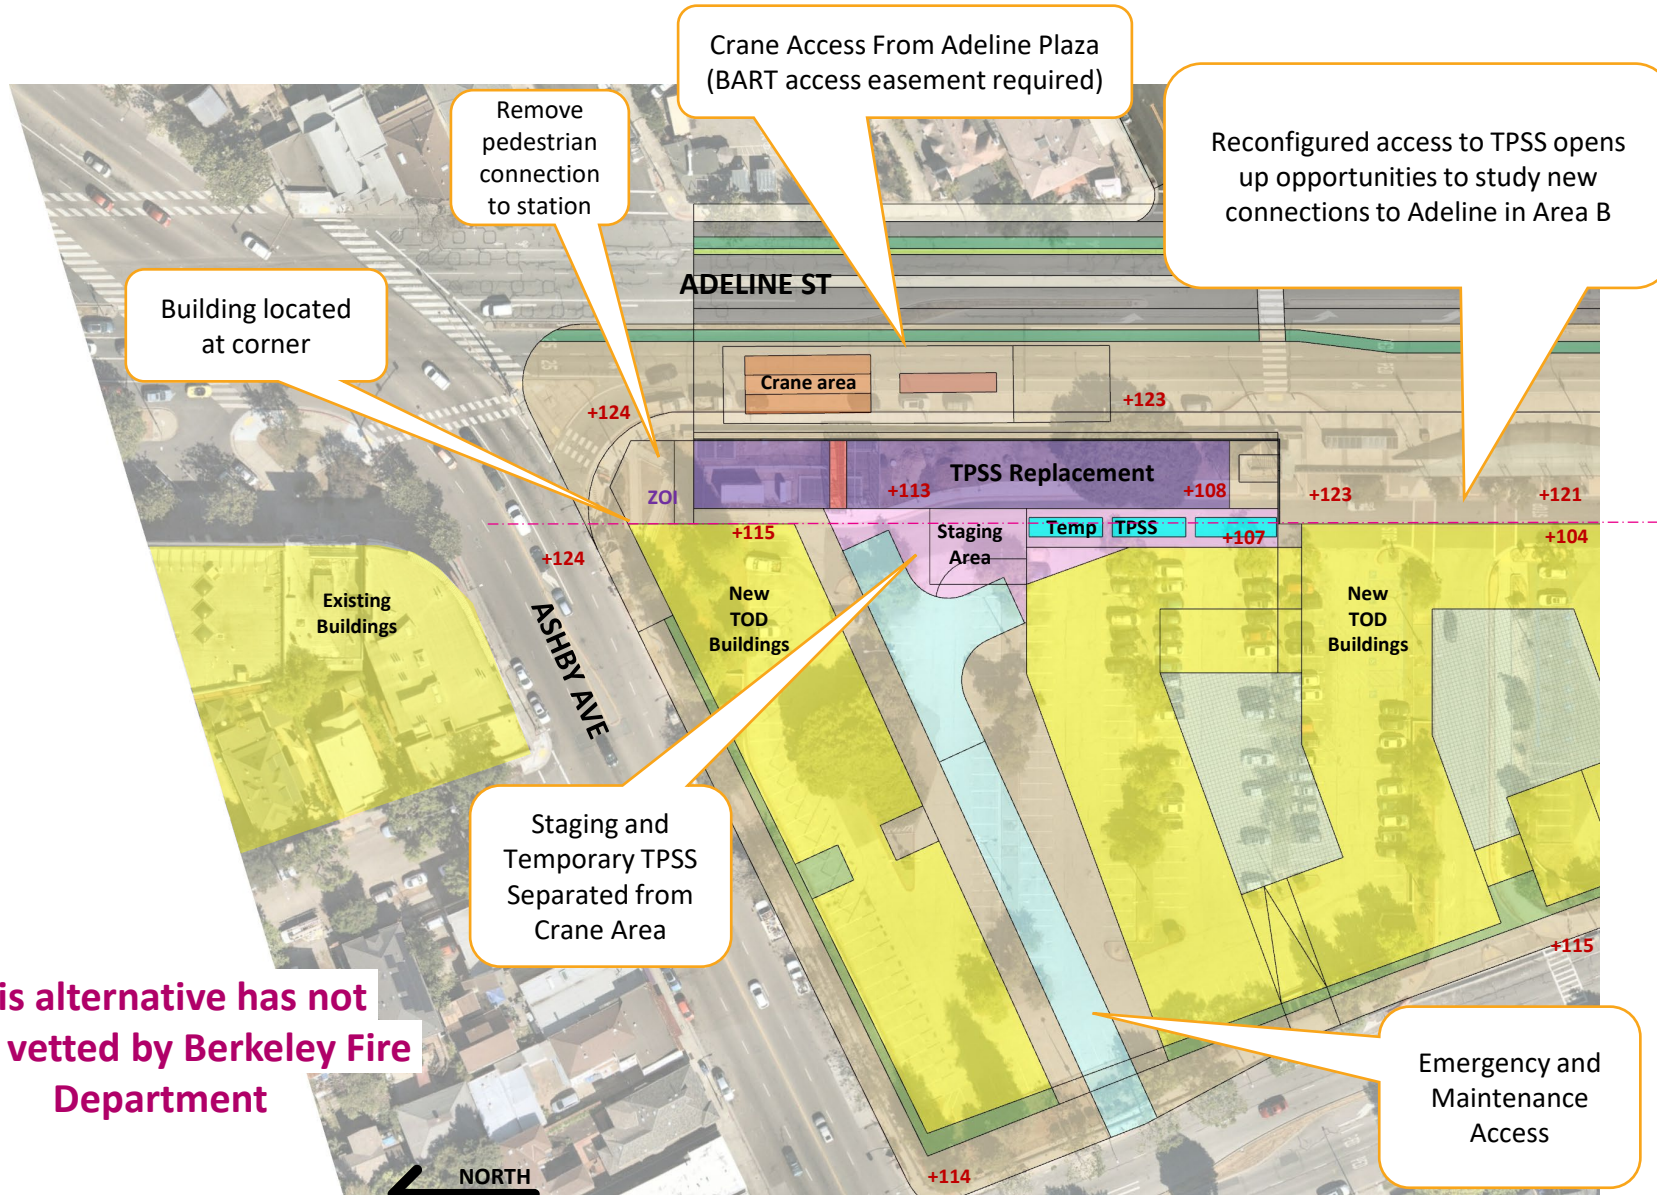 Crane Access From Adeline Plaza
(BART access easement required)
Remove
pedestrian
connection
to station
Reconfigured access to TPSS opens
up opportunities to study new
connections to Adeline in Area B
Building located
at corner
ADELINE ST
Crane area
+124
+123
TPSS Replacement
ZOI
+113
+108
+123
+121
+115
Staging
Area
Temp
TPSS
+107
+104
+124
Existing
Buildings
New
TOD
Buildings
New
TOD
Buildings
ASHBY AVE
Staging and
Temporary TPSS
Separated from
Crane Area
+115
is alternative has not
vetted by Berkeley Fire
Department
Emergency and
Maintenance
Access
+114
NORTH